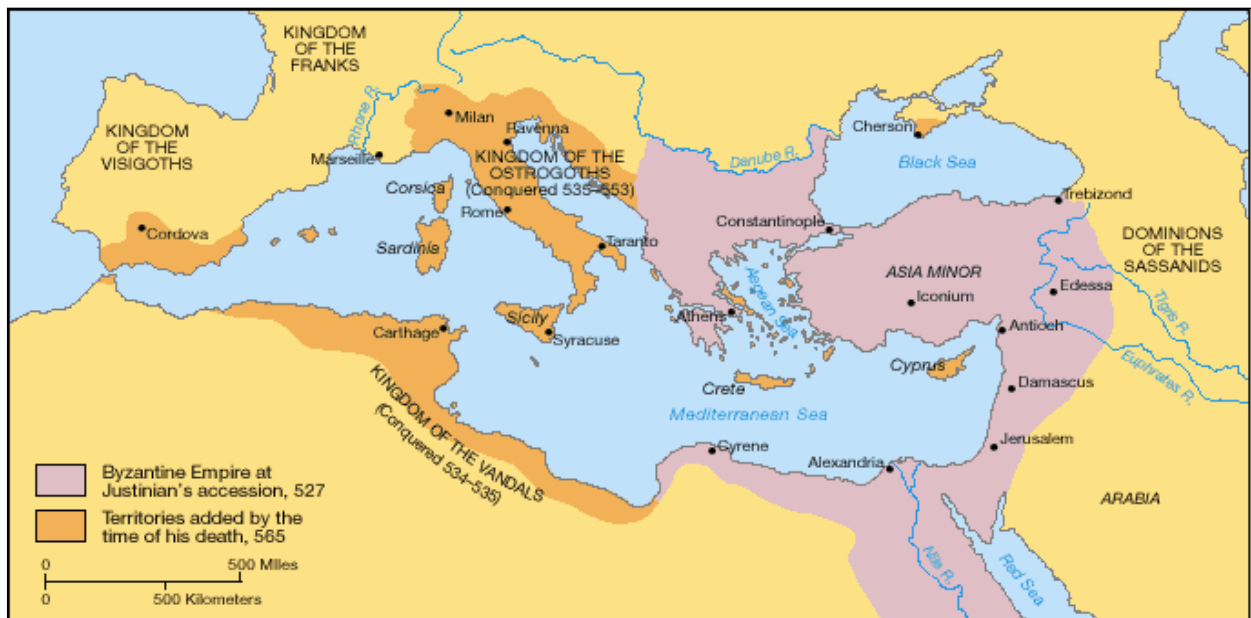 KINGDOM
OF THE
FRANKS
KINGDOM
OF THE
VISIGOTHS
Rhone R.
Milan
Ravenna
Marseille
KINGDOM OF THE
OSTROGOTHS
(Conquered 535–553)
Corsica
Rome
Cordova
Sardinia
Taranto
Danube R.
Cherson
Black Sea
Trebizond
Constantinople
DOMINIONS
OF THE
SASSANIDS
ASIA MINOR
Iconium
Edessa
Tigris R.
Aegean Sea
Athens
Antioch
Euphrates R.
Carthage
Sicily
Syracuse
Crete
Cyprus
Damascus
Mediterranean Sea
KINGDOM OF THE VANDALS
(Conquered 534–535)
Cyrene
Alexandria
Jerusalem
ARABIA
Nile R.
Red Sea
Byzantine Empire at
Justinian's accession, 527
Territories added by the
time of his death, 565
0 500 Miles
0 500 Kilometers